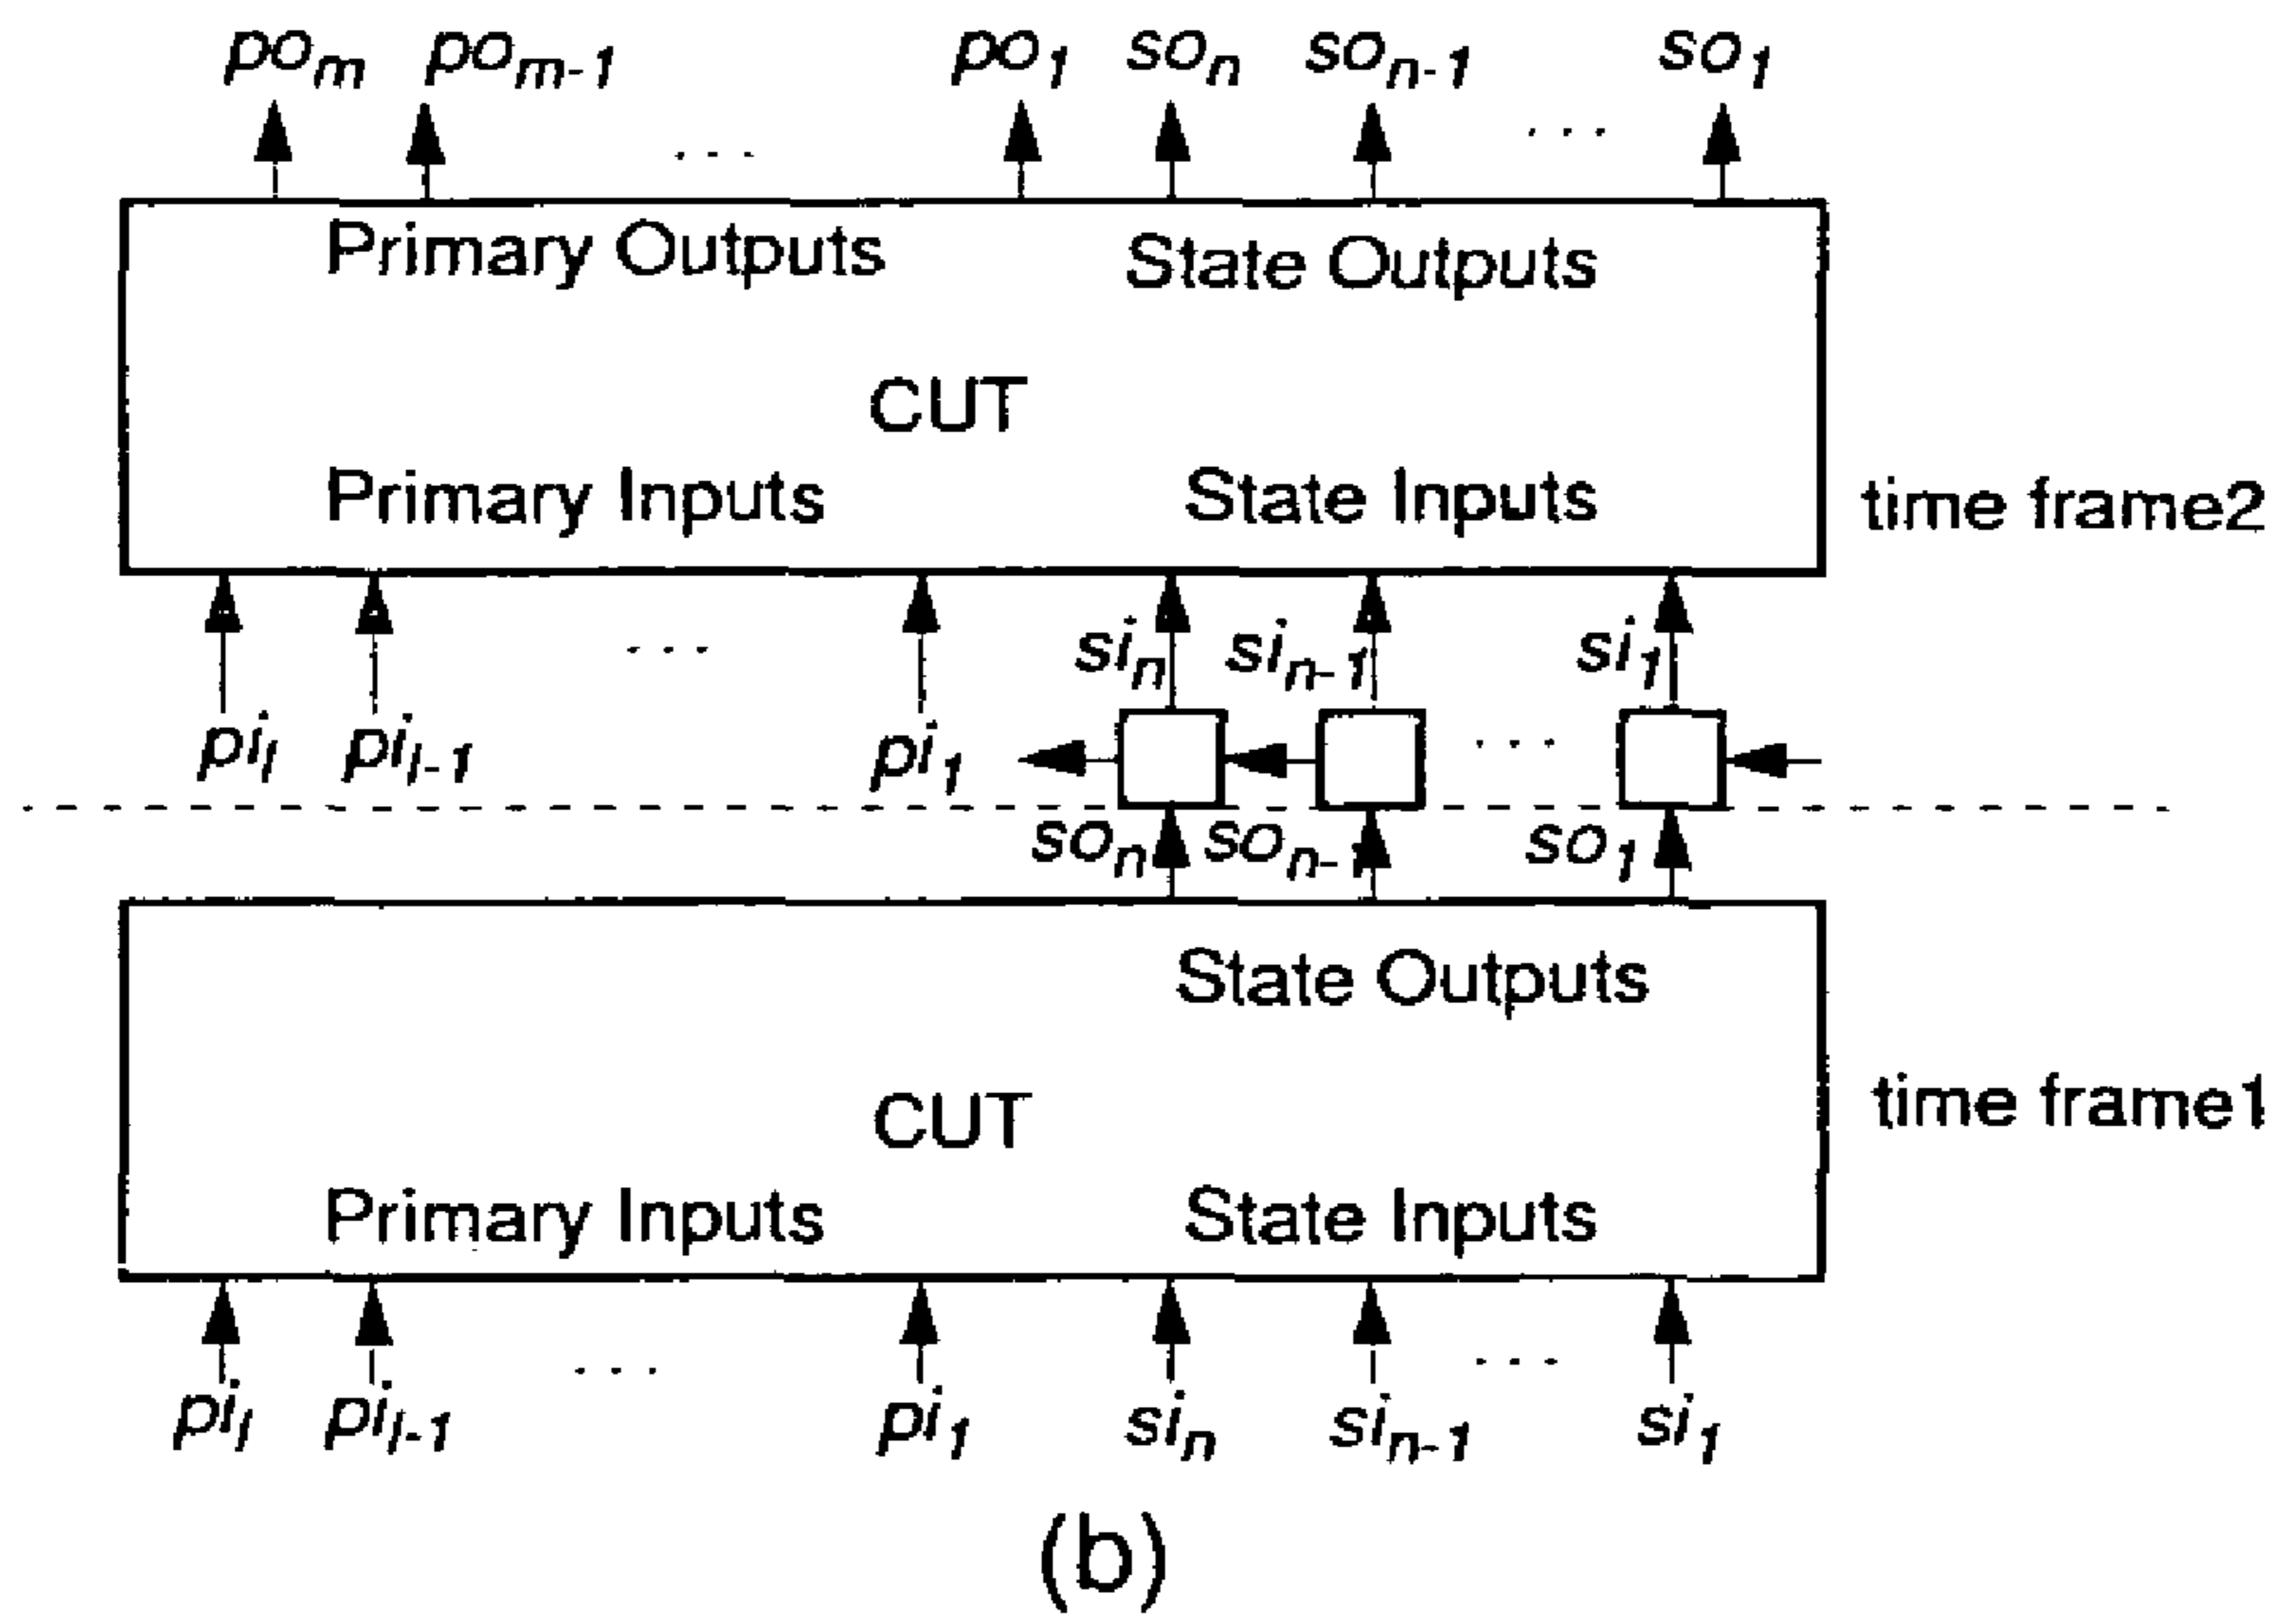 po_m po_m-1 po_1 so_n so_n-1 so_1
. . . . . .
Primary Outputs State Outputs
CUT
Primary Inputs State Inputs time frame2
. . . si_n si_n-1 si_1
pi_l pi_l-1 pi_1 . . .
so_n so_n-1 so_1
State Outputs
CUT time frame1
Primary Inputs State Inputs
. . . . . .
pi_l pi_l-1 pi_1 si_n si_n-1 si_1
(b)